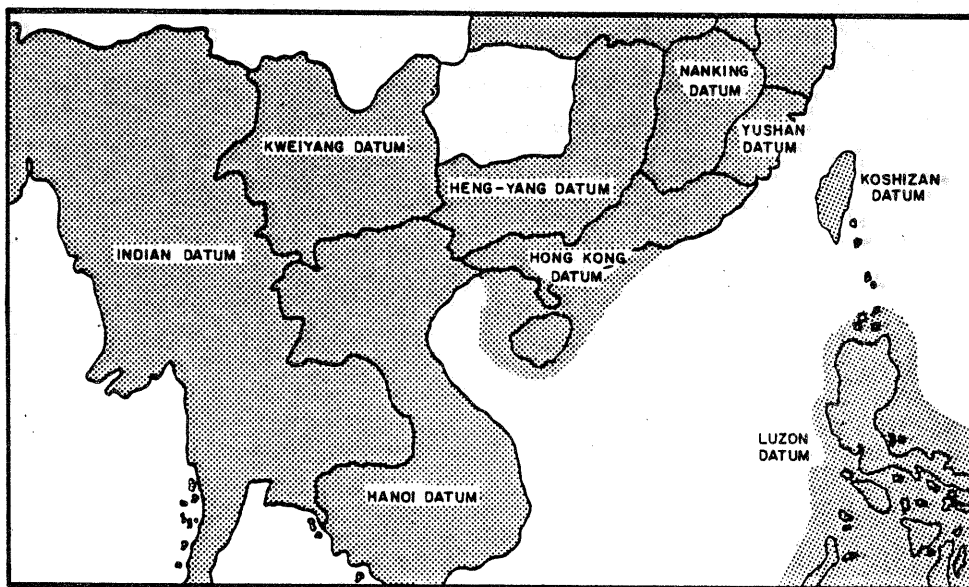 NANKING
DATUM
YUSHAN
DATUM
KWEIYANG DATUM
HENG-YANG DATUM
KOSHIZAN
DATUM
INDIAN DATUM
HONG KONG
DATUM
LUZON
DATUM
HANOI DATUM